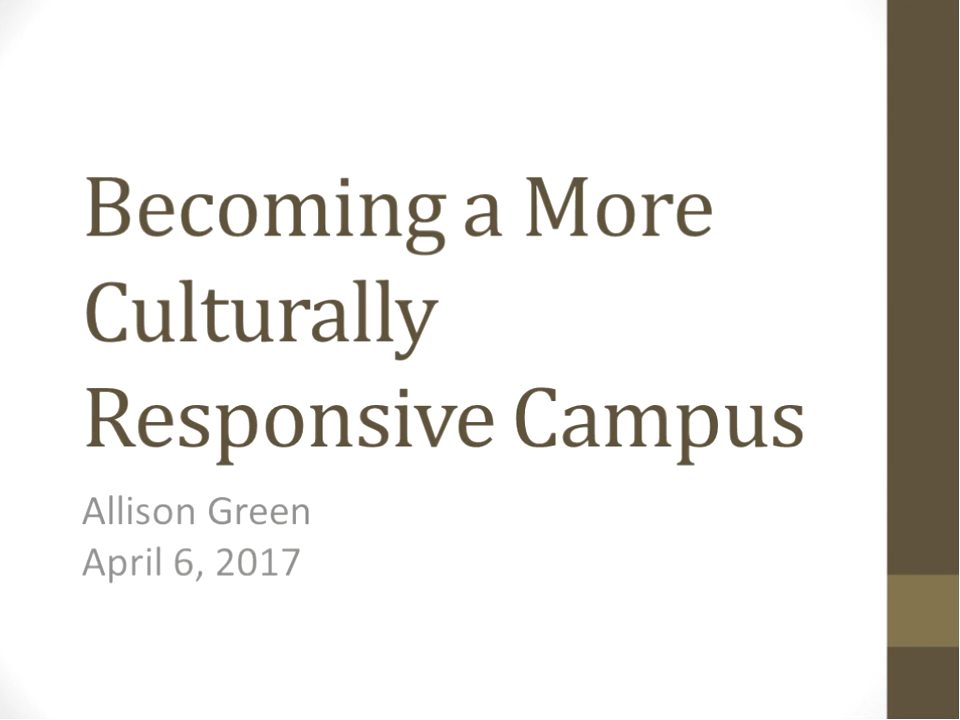 Becoming a More
Culturally
Responsive Campus
Allison Green
April 6, 2017